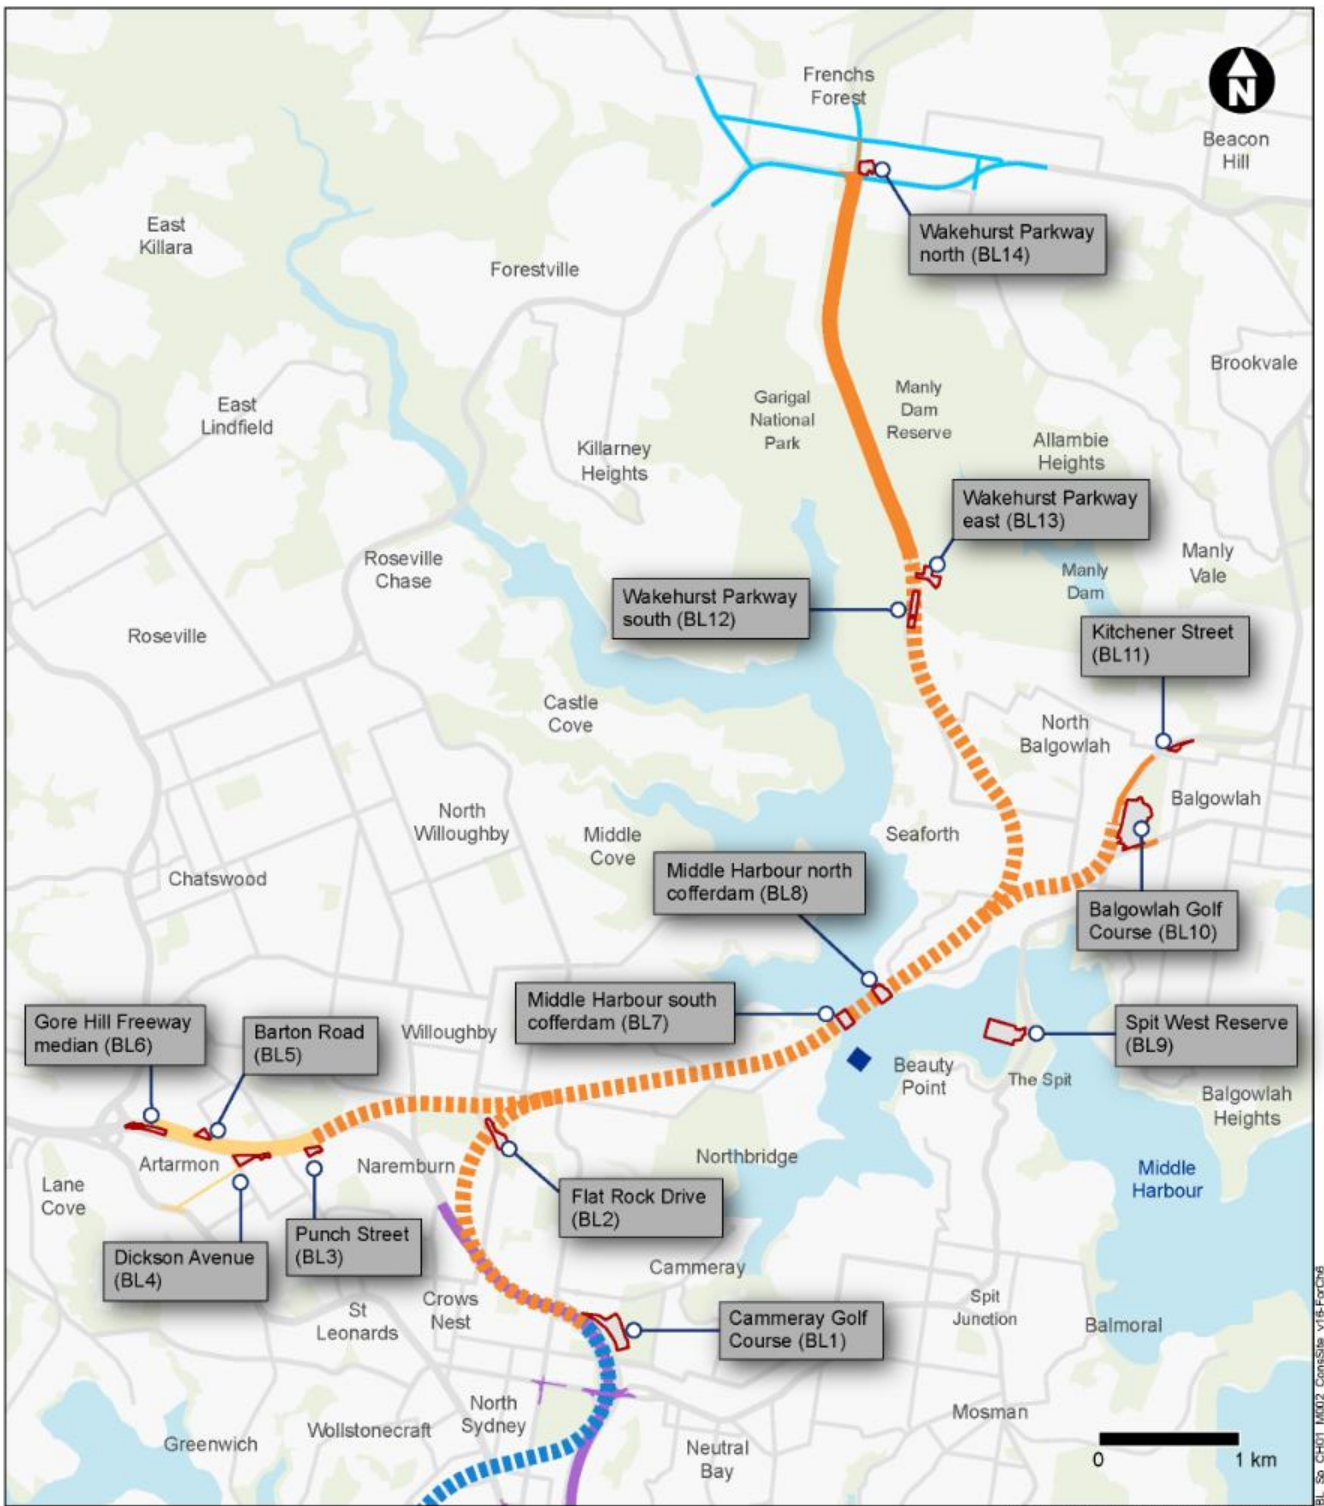 Frenchs
Forest
N
Beacon
Hill
East
Killara
Wakehurst Parkway
north (BL14)
Forestville
Brookvale
East
Lindfield
Garigal
National
Park
Manly
Dam
Reserve
Killarney
Heights
Allambie
Heights
Wakehurst Parkway
east (BL13)
Roseville
Chase
Manly
Vale
Manly
Dam
Wakehurst Parkway
south (BL12)
Roseville
Kitchener Street
(BL11)
Castle
Cove
North
Balgowlah
Balgowlah
North
Willoughby
Middle
Cove
Seaforth
Chatswood
Middle Harbour north
cofferdam (BL8)
Balgowlah Golf
Course (BL10)
Middle Harbour south
cofferdam (BL7)
Gore Hill Freeway
median (BL6)
Barton Road
(BL5)
Willoughby
Spit West Reserve
(BL9)
Beauty
Point
The Spit
Balgowlah
Heights
Artarmon
Naremburn
Northbridge
Middle
Harbour
Lane
Cove
Flat Rock Drive
(BL2)
Punch Street
(BL3)
Dickson Avenue
(BL4)
Cammeray
St
Leonards
Crows
Nest
Cammeray Golf
Course (BL1)
Spit
Junction
Balmoral
North
Sydney
Wollstonecraft
Greenwich
Neutral
Bay
Mosman
0 1 km
BL_So_CH01_M002_ConsSite_v16-ForCh6